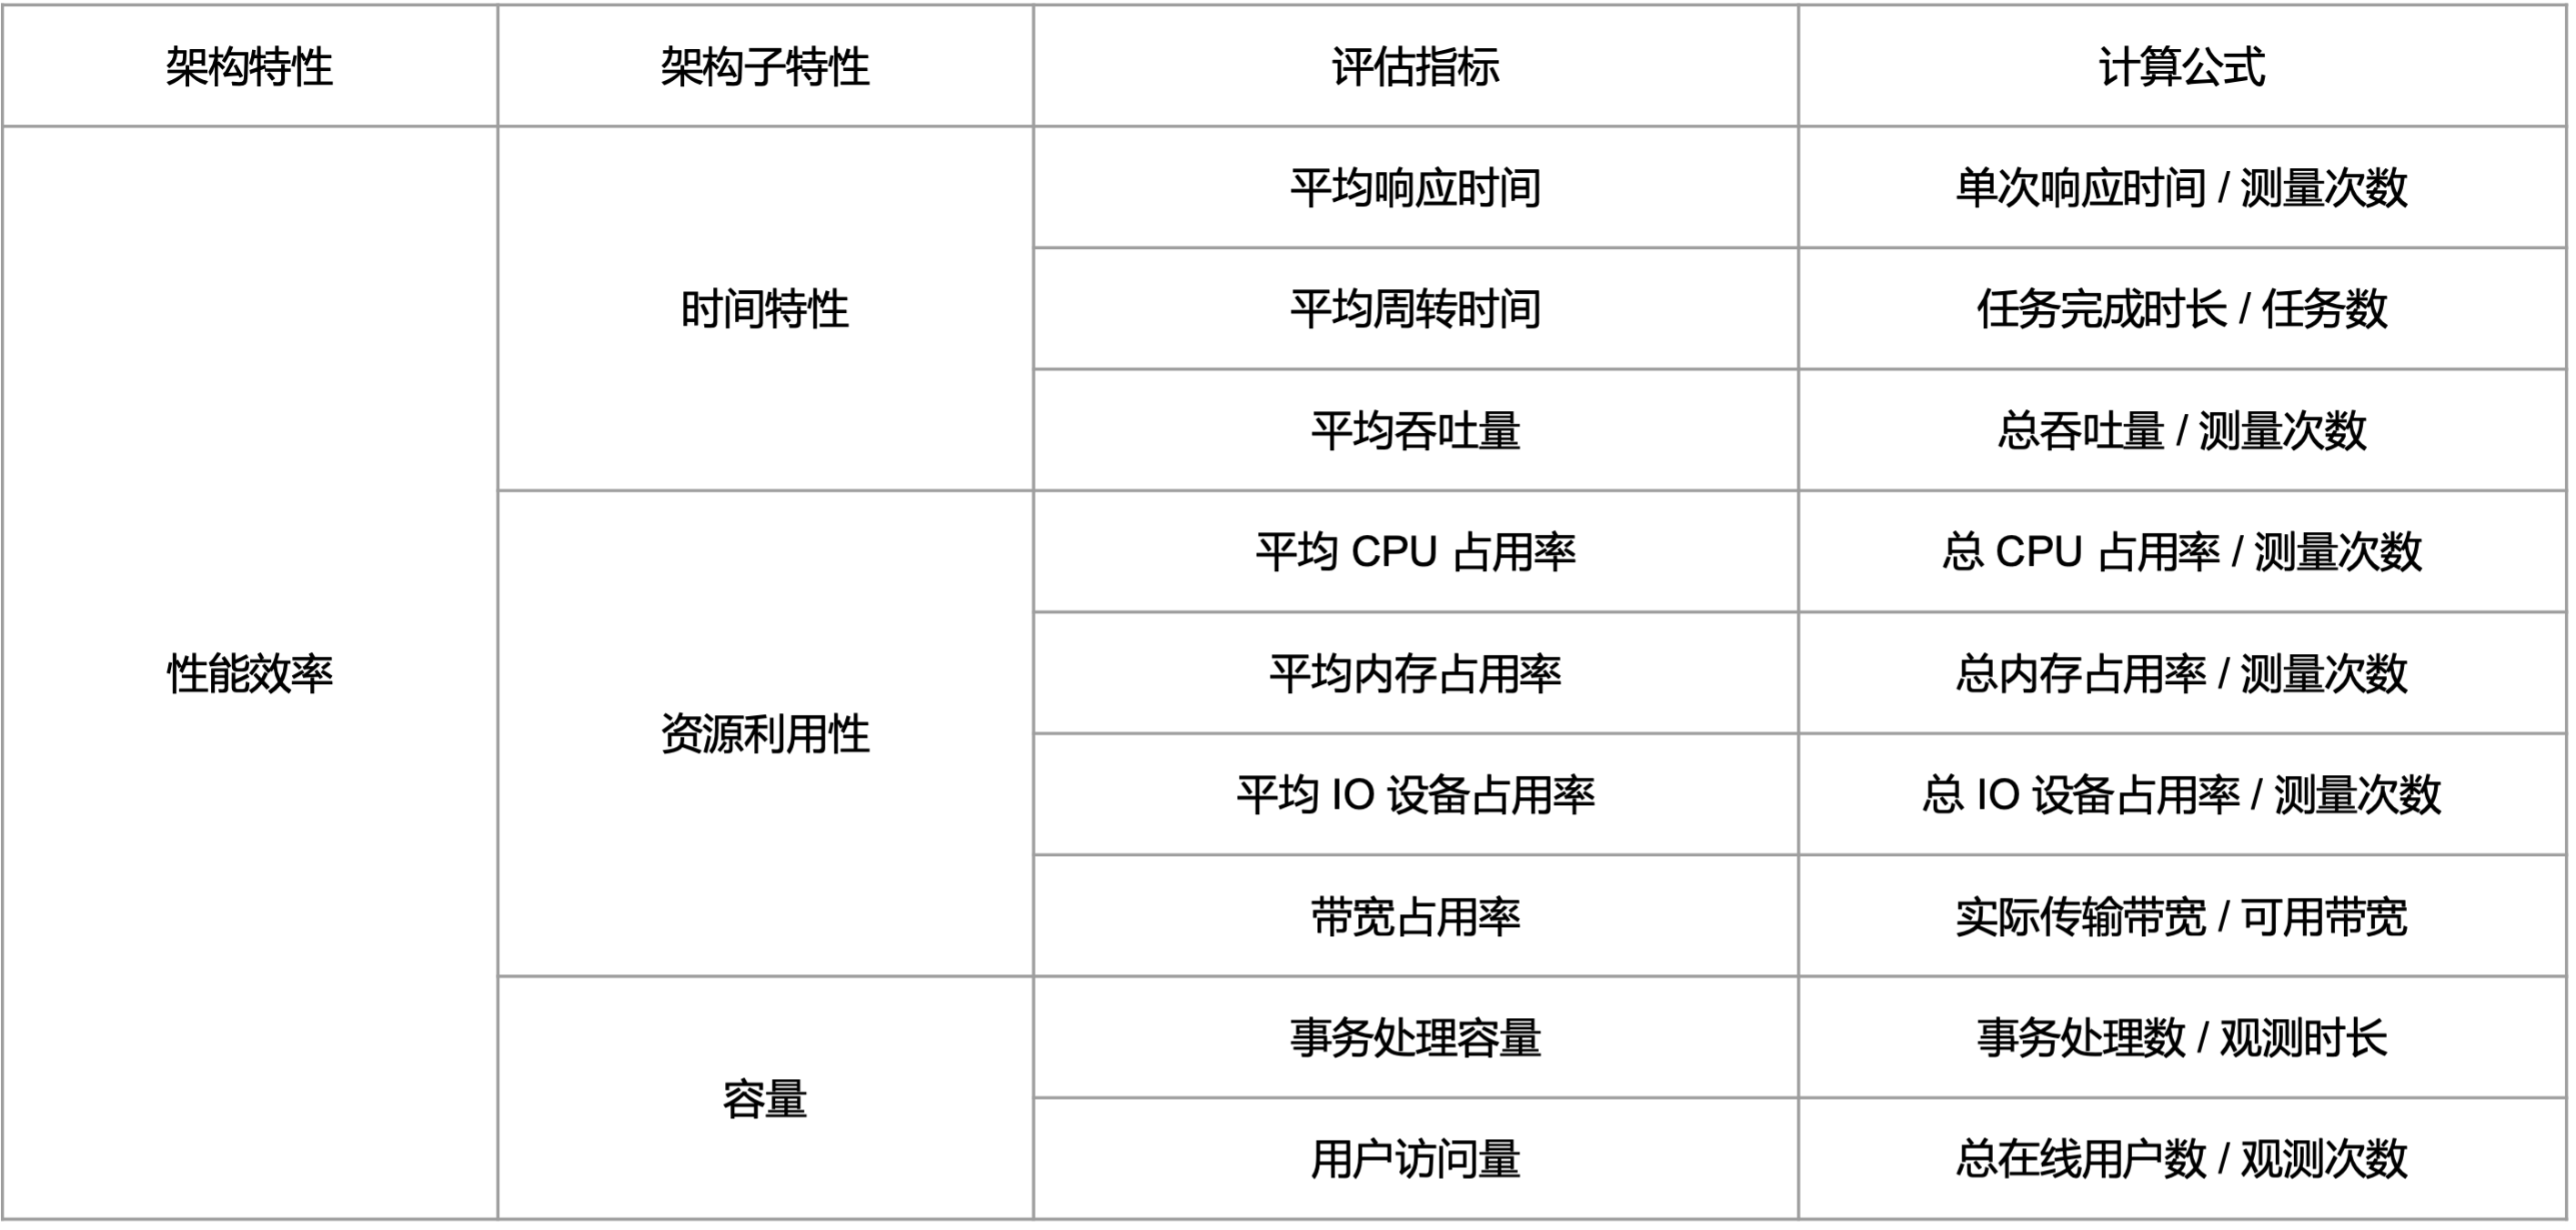 架构特性 架构子特性 评估指标 计算公式
性能效率
时间特性
平均响应时间 单次响应时间 / 测量次数
平均周转时间 任务完成时长 / 任务数
平均吞吐量 总吞吐量 / 测量次数
资源利用性
平均 CPU 占用率 总 CPU 占用率 / 测量次数
平均内存占用率 总内存占用率 / 测量次数
平均 IO 设备占用率 总 IO 设备占用率 / 测量次数
带宽占用率 实际传输带宽 / 可用带宽
容量
事务处理容量 事务处理数 / 观测时长
用户访问量 总在线用户数 / 观测次数